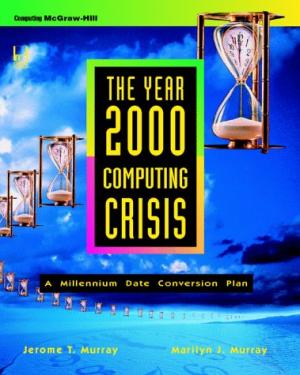 Computing McGraw-Hill
THE YEAR
2000
COMPUTING
CRISIS
A Millennium Date Conversion Plan
Jerome T. Murray
Marilyn J. Murray